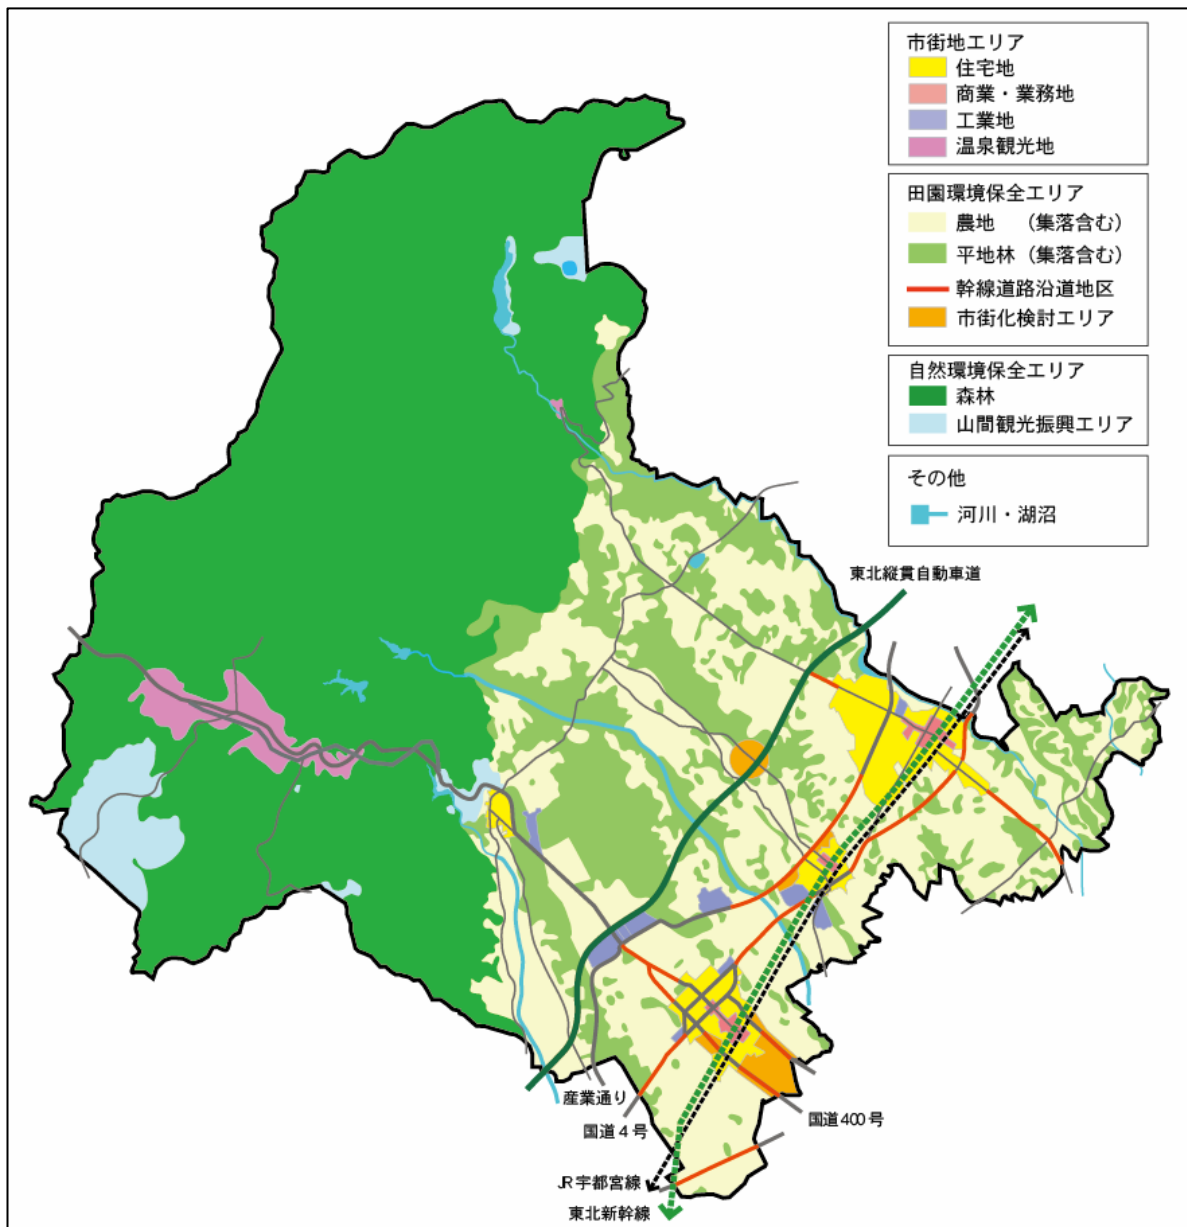 市街地エリア
住宅地
商業・業務地
工業地
温泉観光地
田園環境保全エリア
農地 （集落含む）
平地林（集落含む）
幹線道路沿道地区
市街化検討エリア
自然環境保全エリア
森林
山間観光振興エリア
その他
河川・湖沼
東北縦貫自動車道
産業通り
国道４号
国道400号
JR宇都宮線
東北新幹線